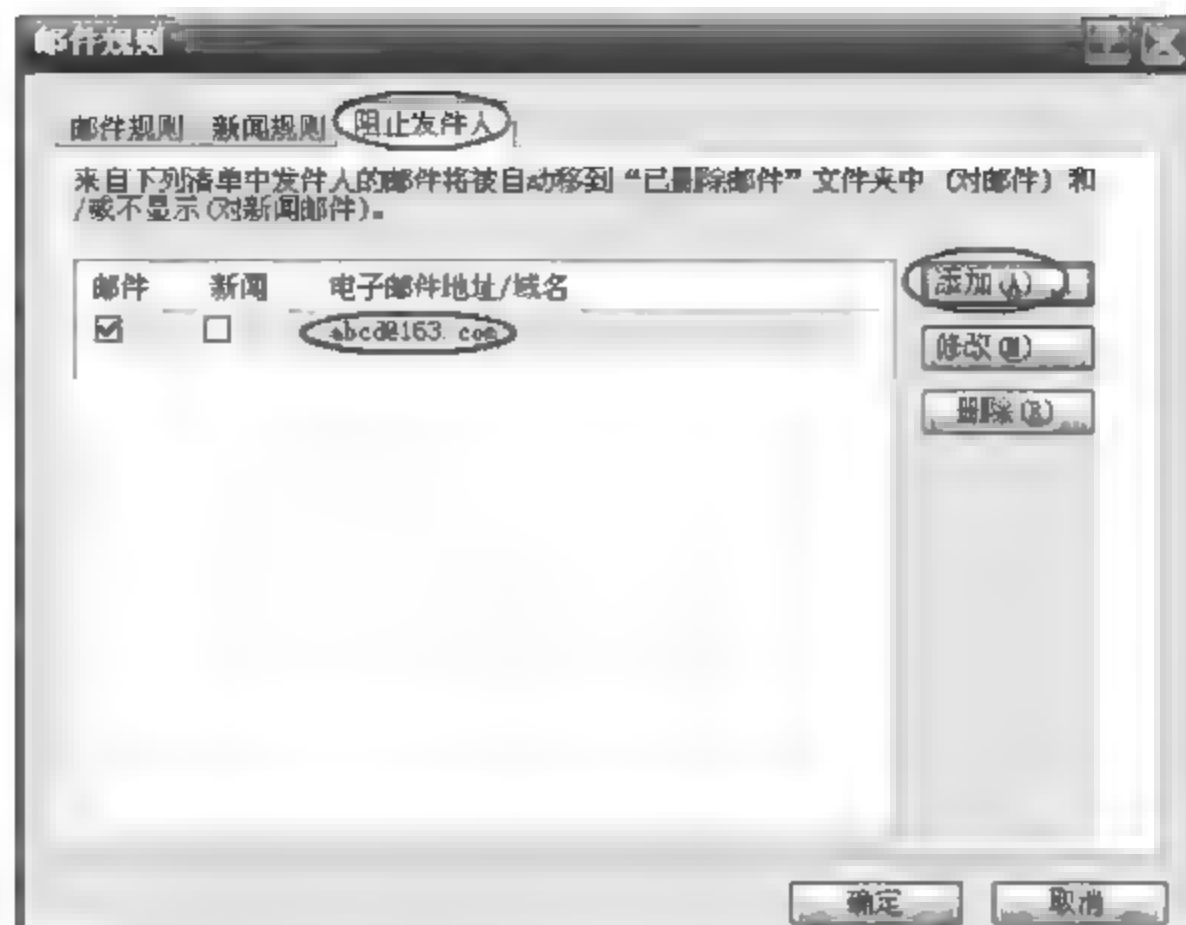 邮件规则
邮件规则 新闻规则 阻止发件人
来自下列清单中发件人的邮件将被自动移到“已删除邮件”文件夹中 (对邮件) 和
/或不显示(对新闻邮件)。
邮件 新闻 电子邮件地址/域名
abcd@163.com
添加(A)
修改(M)
删除(R)
确定 取消